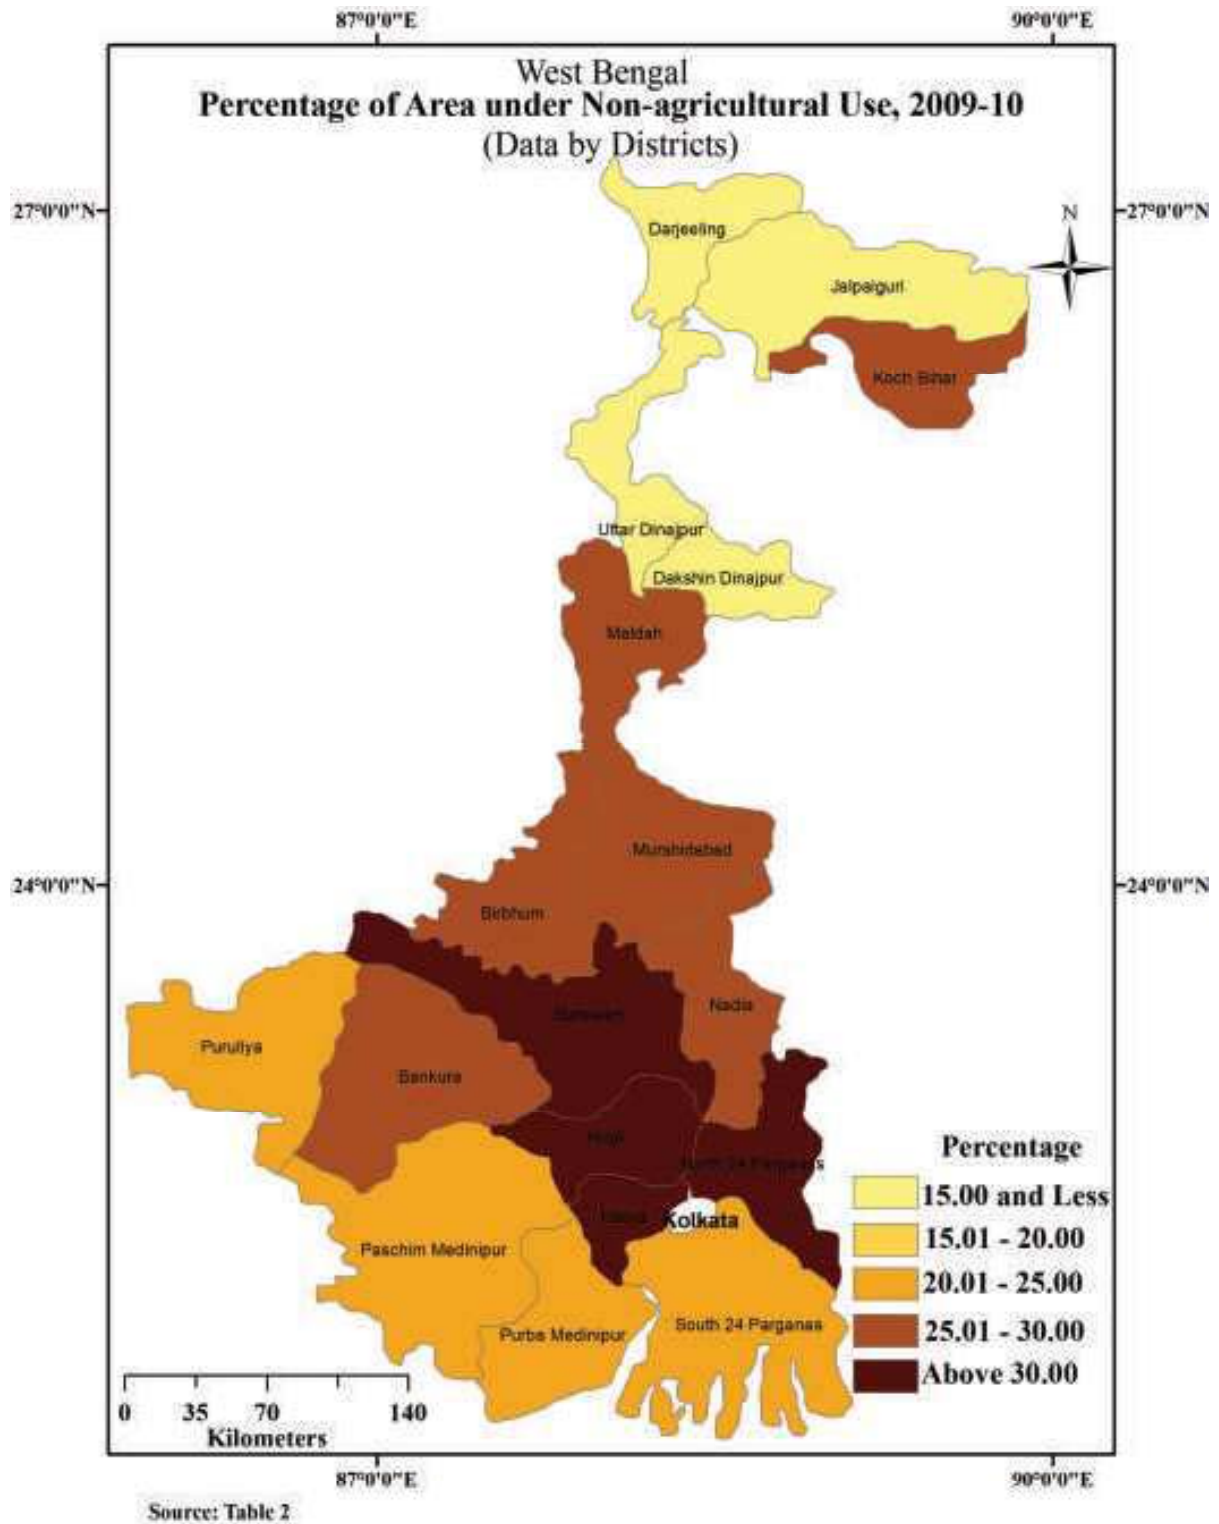 87°0'0"E
90°0'0"E
West Bengal
Percentage of Area under Non-agricultural Use, 2009-10
(Data by Districts)
27°0'0"N
27°0'0"N
N
Darjeeling
Jalpaiguri
Koch Bihar
Uttar Dinajpur
Dakshin Dinajpur
Maldah
Murshidabad
24°0'0"N
24°0'0"N
Birbhum
Nadia
Puruliya
Bankura
Hugli
North 24 Parganas
Kolkata
Paschim Medinipur
South 24 Parganas
Purba Medinipur
Percentage
15.00 and Less
15.01 - 20.00
20.01 - 25.00
25.01 - 30.00
Above 30.00
0 35 70 140
Kilometers
87°0'0"E
90°0'0"E
Source: Table 2